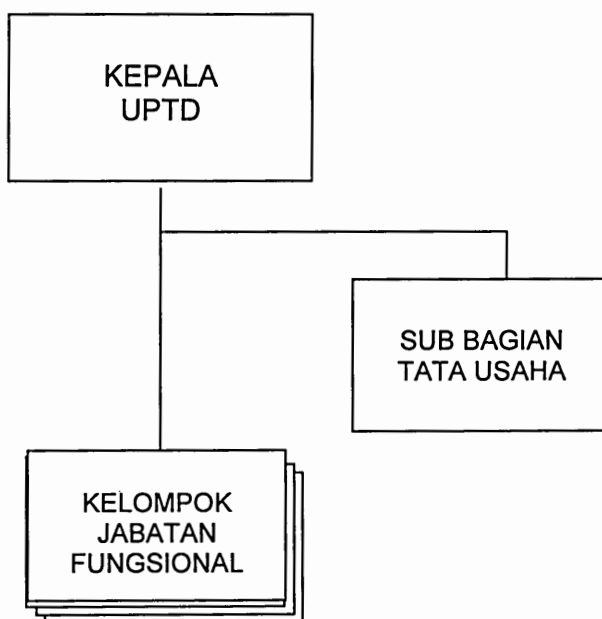 KEPALA
UPTD
SUB BAGIAN
TATA USAHA
KELOMPOK
JABATAN
FUNGSIONAL